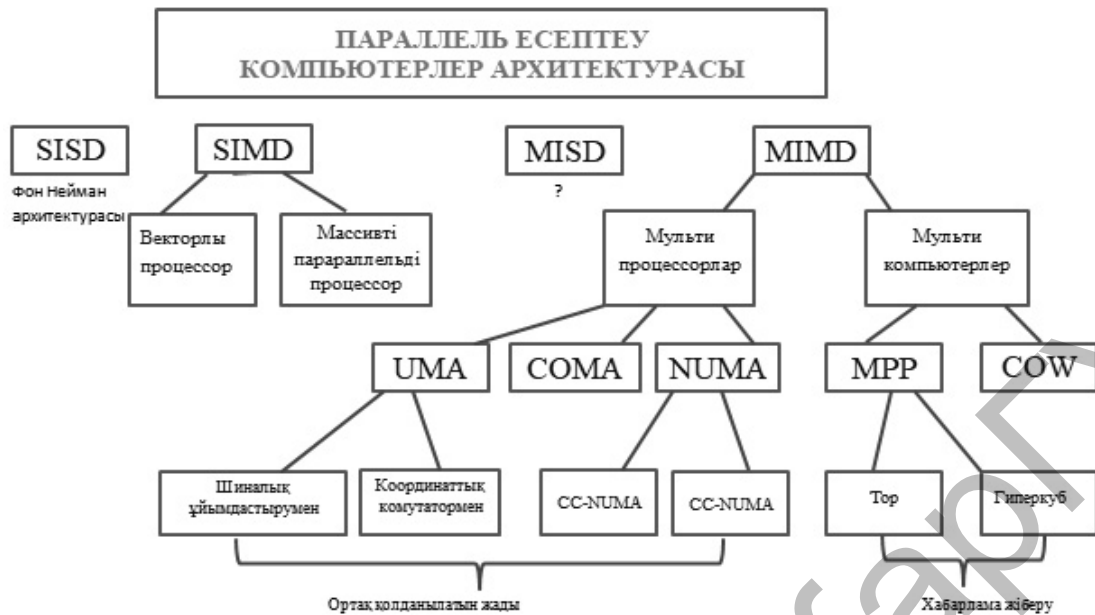 ПАРАЛЛЕЛЬ ЕСЕПТЕУ
КОМПЬЮТЕРЛЕР АРХИТЕКТУРАСЫ
SISD
SIMD
MISD
MIMD
Фон Нейман
архитектурасы
?
Векторлы
процессор
Массивті
парараллельді
процессор
Мульти
процессорлар
Мульти
компьютерлер
UMA
COMA
NUMA
MPP
COW
Шиналық
ұйымдастырумен
Координаттық
комутатормен
CC-NUMA
CC-NUMA
Тор
Гиперкуб
Ортақ қолданылатын жады
Хабарлама жіберу